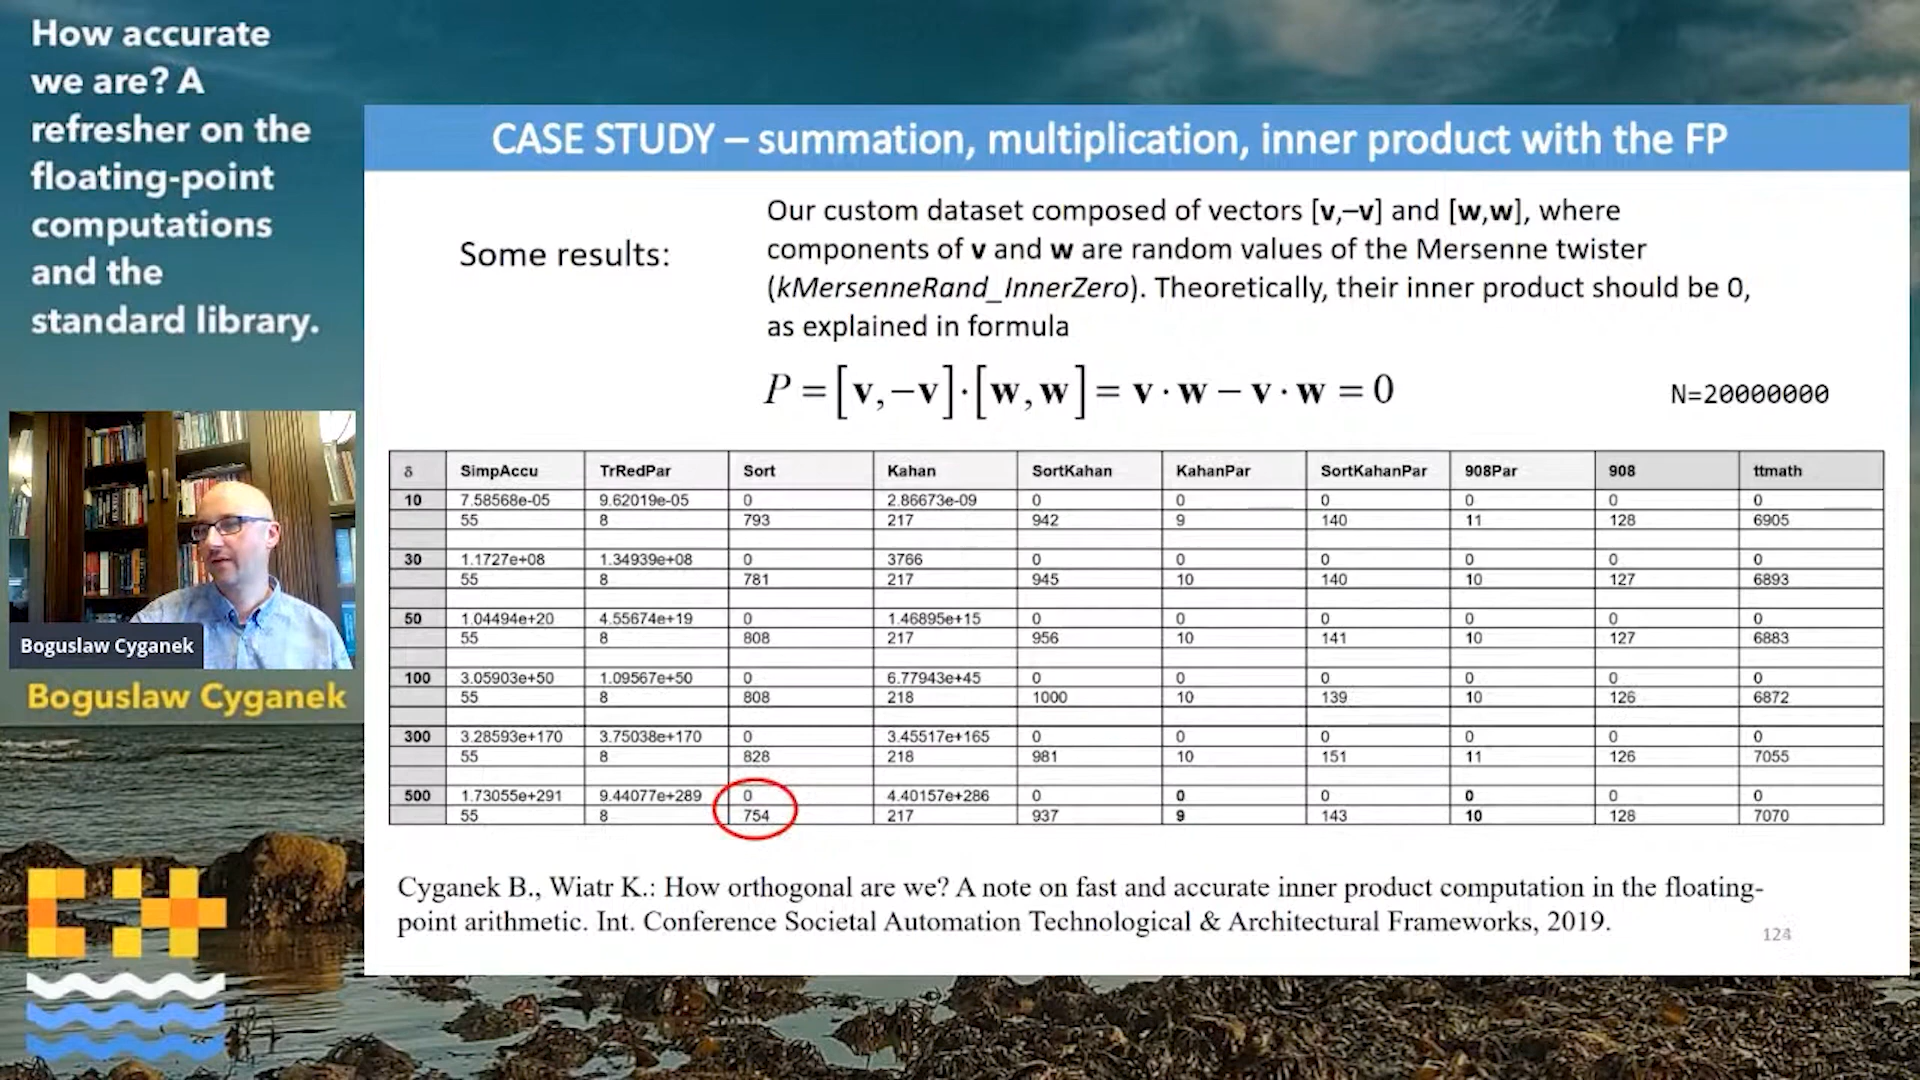 How accurate
we are? A
refresher on the
floating-point
computations
and the
standard library.
Boguslaw Cyganek
Boguslaw Cyganek
CASE STUDY – summation, multiplication, inner product with the FP
Some results:
Our custom dataset composed of vectors [v,–v] and [w,w], where
components of v and w are random values of the Mersenne twister
(kMersenneRand_InnerZero). Theoretically, their inner product should be 0,
as explained in formula
P = [v,−v]·[w,w] = v·w − v·w = 0
N=20000000
δ SimpAccu TrRedPar Sort Kahan SortKahan KahanPar SortKahanPar 908Par 908 ttmath
10 7.58568e-05 9.62019e-05 0 2.86673e-09 0 0 0 0 0 0
55 8 793 217 942 9 140 11 128 6905
30 1.1727e+08 1.34939e+08 0 3766 0 0 0 0 0 0
55 8 781 217 945 10 140 10 127 6893
50 1.04494e+20 4.55674e+19 0 1.46895e+15 0 0 0 0 0 0
55 8 808 217 956 10 141 10 127 6883
100 3.05903e+50 1.09567e+50 0 6.77943e+45 0 0 0 0 0 0
55 8 808 218 1000 10 139 10 126 6872
300 3.28593e+170 3.75038e+170 0 3.45517e+165 0 0 0 0 0 0
55 8 828 218 981 10 151 11 126 7055
500 1.73055e+291 9.44077e+289 0 4.40157e+286 0 0 0 0 0 0
55 8 754 217 937 9 143 10 128 7070
Cyganek B., Wiatr K.: How orthogonal are we? A note on fast and accurate inner product computation in the floating-
point arithmetic. Int. Conference Societal Automation Technological & Architectural Frameworks, 2019.
124